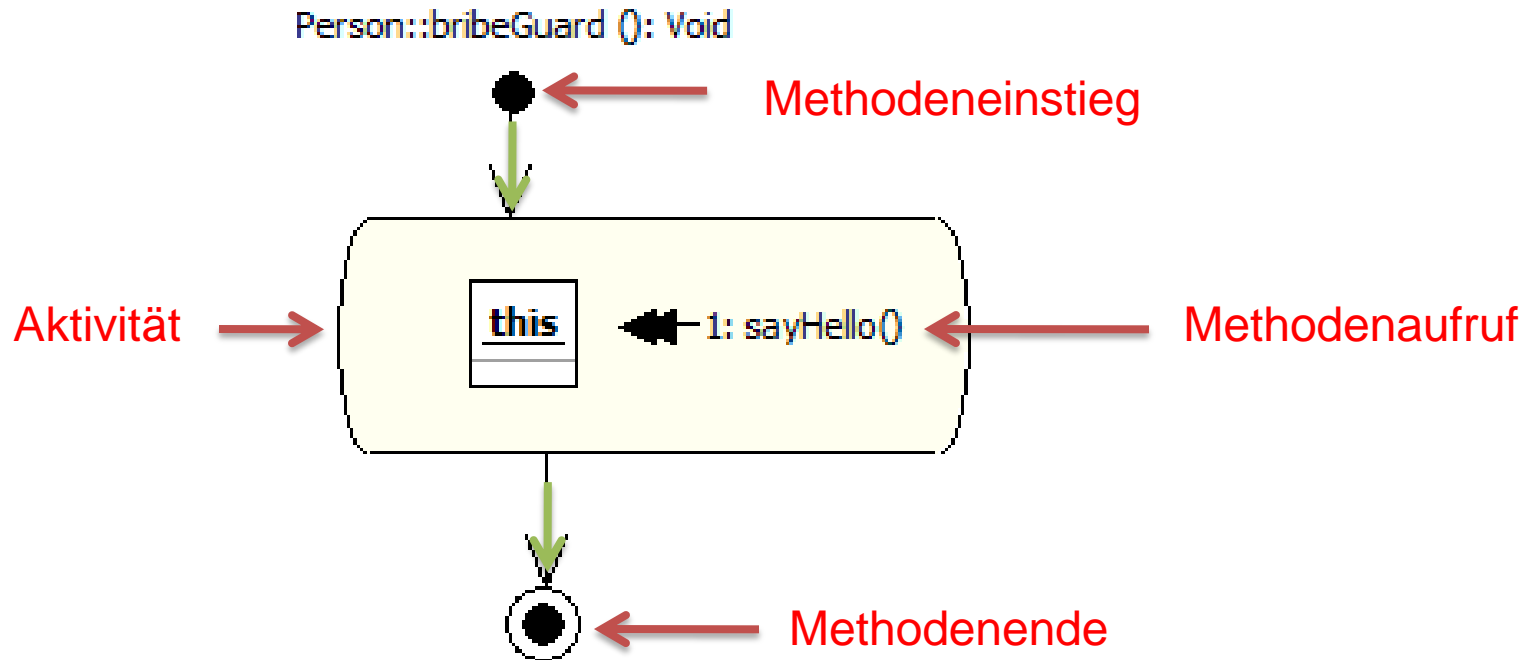 Person::bribeGuard (): Void
Methodeneinstieg
Aktivität
this
1: sayHello()
Methodenaufruf
Methodenende